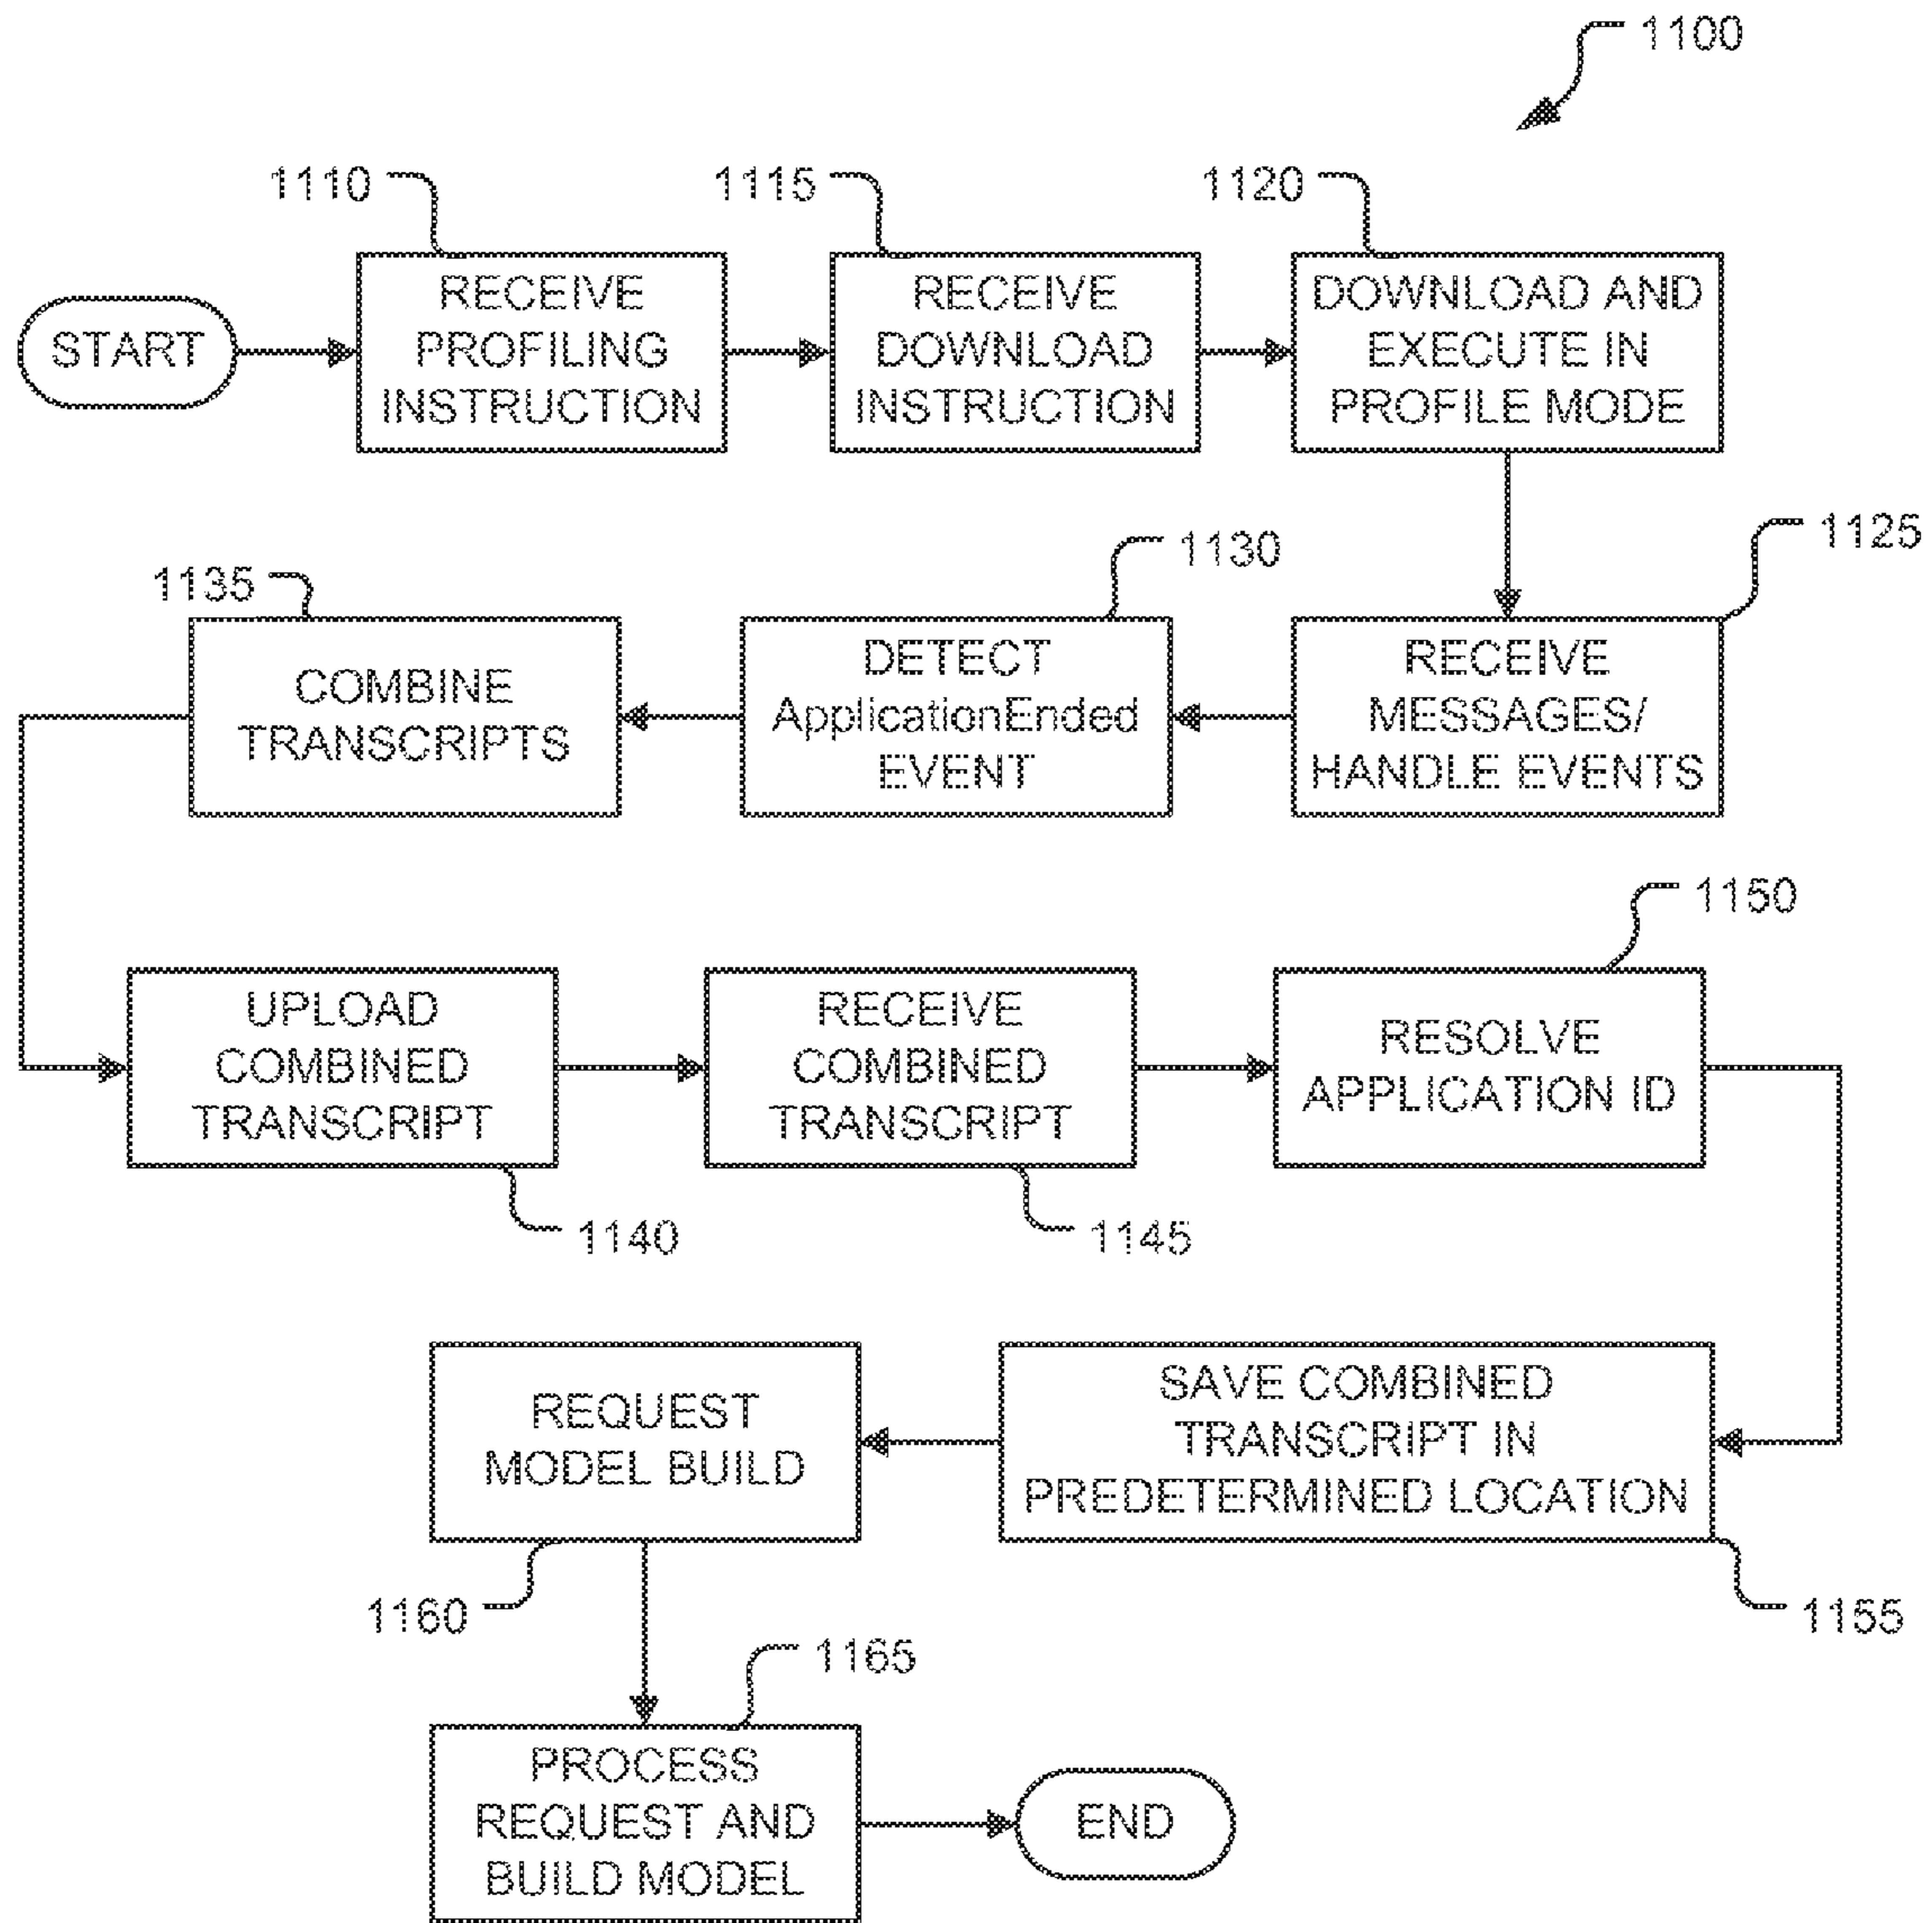 1100
1110
1115
1120
START
RECEIVE
PROFILING
INSTRUCTION
RECEIVE
DOWNLOAD
INSTRUCTION
DOWNLOAD AND
EXECUTE IN
PROFILE MODE
1125
1130
1135
RECEIVE
MESSAGES/
HANDLE EVENTS
DETECT
ApplicationEnded
EVENT
COMBINE
TRANSCRIPTS
1150
UPLOAD
COMBINED
TRANSCRIPT
RECEIVE
COMBINED
TRANSCRIPT
RESOLVE
APPLICATION ID
1140
1145
SAVE COMBINED
TRANSCRIPT IN
PREDETERMINED LOCATION
REQUEST
MODEL BUILD
1160
1155
1165
PROCESS
REQUEST AND
BUILD MODEL
END